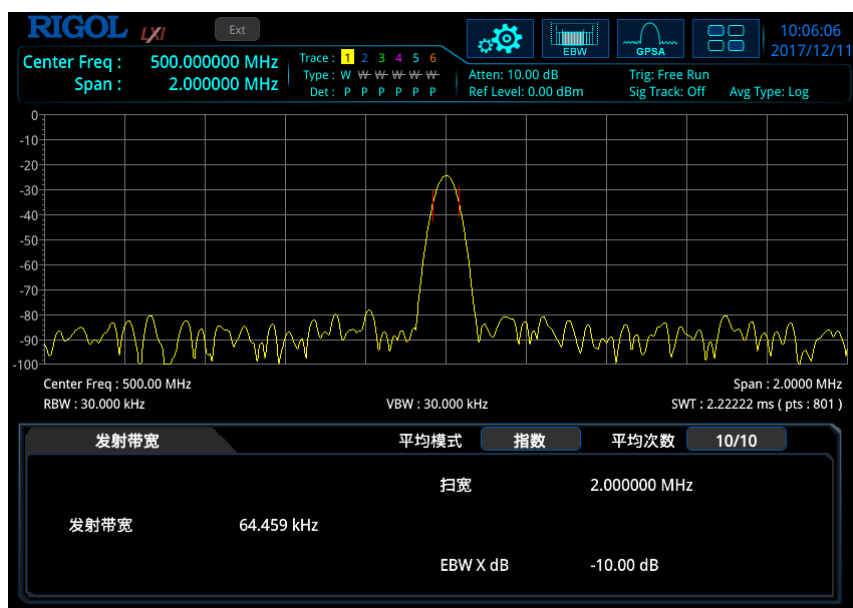 RIGOL LXI Ext 10:06:06
EBW GPSA 2017/12/11
Center Freq : 500.000000 MHz
Span : 2.000000 MHz
Trace : 1 2 3 4 5 6
Type : W W W W W W
Det : P P P P P P
Atten: 10.00 dB Trig: Free Run
Ref Level: 0.00 dBm Sig Track: Off Avg Type: Log
0
-10
-20
-30
-40
-50
-60
-70
-80
-90
-100
Center Freq : 500.00 MHz Span : 2.0000 MHz
RBW : 30.000 kHz VBW : 30.000 kHz SWT : 2.22222 ms ( pts : 801 )
发射带宽 平均模式 指数 平均次数 10/10
扫宽 2.000000 MHz
发射带宽 64.459 kHz
EBW X dB -10.00 dB